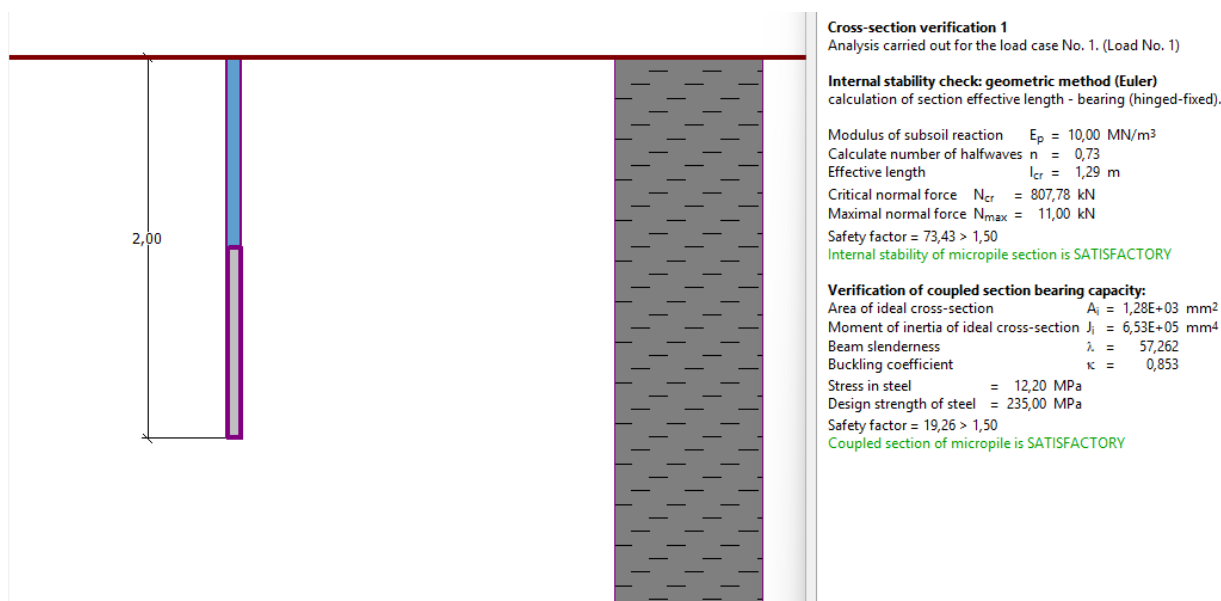 2,00
Cross-section verification 1
Analysis carried out for the load case No. 1. (Load No. 1)
Internal stability check: geometric method (Euler)
calculation of section effective length - bearing (hinged-fixed).
Modulus of subsoil reaction Ep = 10,00 MN/m3
Calculate number of halfwaves n = 0,73
Effective length lcr = 1,29 m
Critical normal force Ncr = 807,78 kN
Maximal normal force Nmax = 11,00 kN
Safety factor = 73,43 > 1,50
Internal stability of micropile section is SATISFACTORY
Verification of coupled section bearing capacity:
Area of ideal cross-section Ai = 1,28E+03 mm2
Moment of inertia of ideal cross-section Ji = 6,53E+05 mm4
Beam slenderness λ = 57,262
Buckling coefficient κ = 0,853
Stress in steel = 12,20 MPa
Design strength of steel = 235,00 MPa
Safety factor = 19,26 > 1,50
Coupled section of micropile is SATISFACTORY